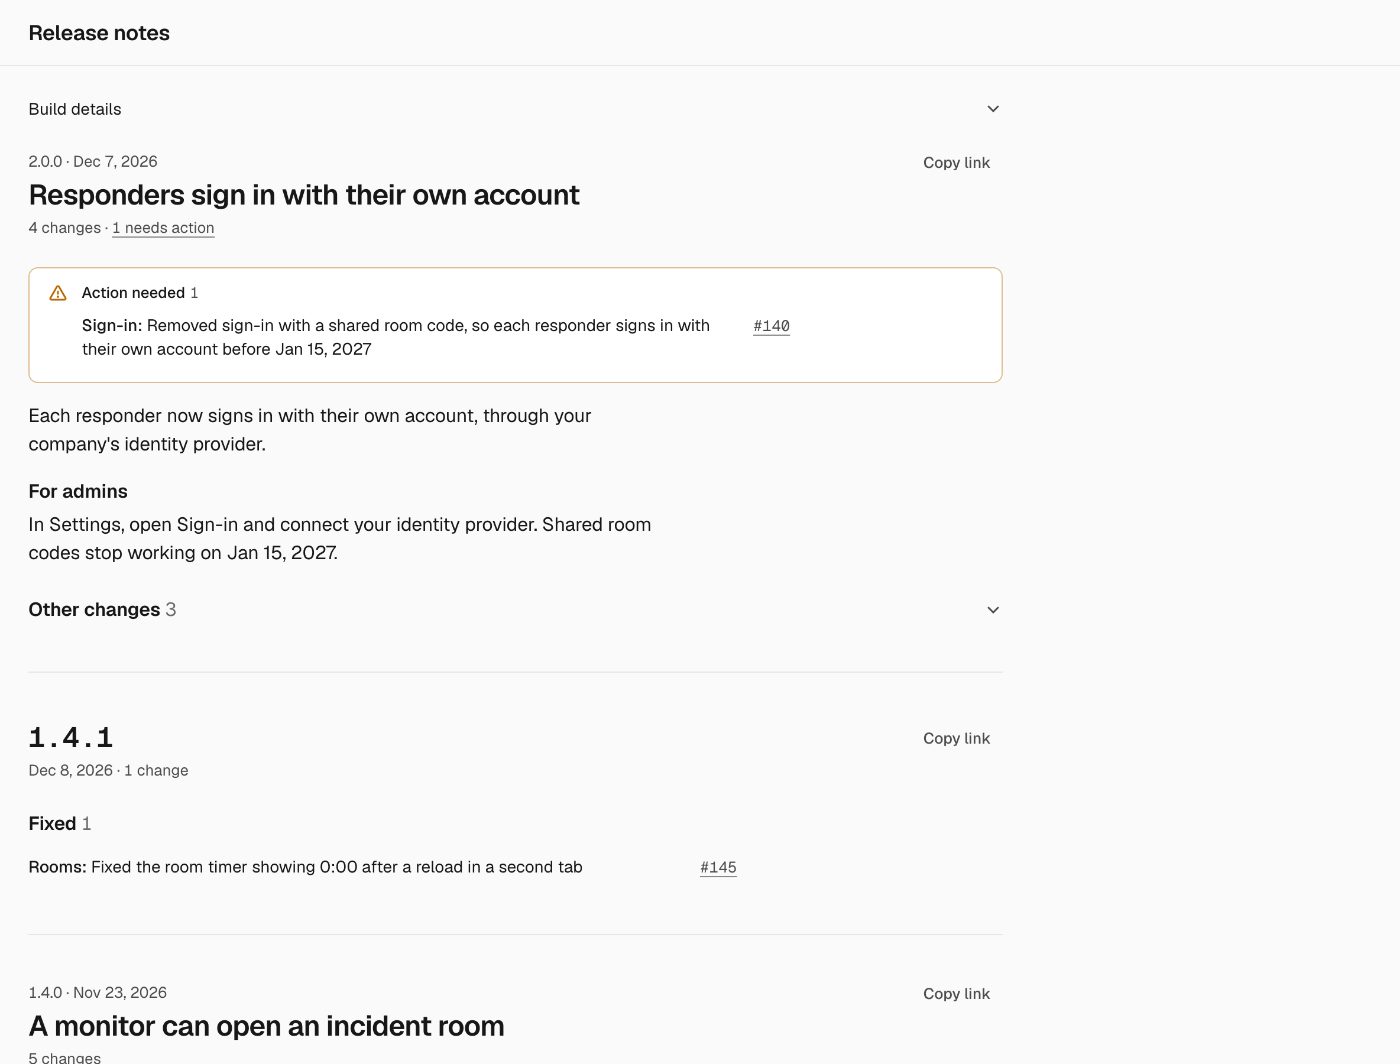 Release notes
Build details
2.0.0 · Dec 7, 2026
Copy link
Responders sign in with their own account
4 changes · 1 needs action
Action needed 1
Sign-in: Removed sign-in with a shared room code, so each responder signs in with #140
their own account before Jan 15, 2027
Each responder now signs in with their own account, through your
company's identity provider.
For admins
In Settings, open Sign-in and connect your identity provider. Shared room
codes stop working on Jan 15, 2027.
Other changes 3
1.4.1
Copy link
Dec 8, 2026 · 1 change
Fixed 1
Rooms: Fixed the room timer showing 0:00 after a reload in a second tab #145
1.4.0 · Nov 23, 2026
Copy link
A monitor can open an incident room
5 changes